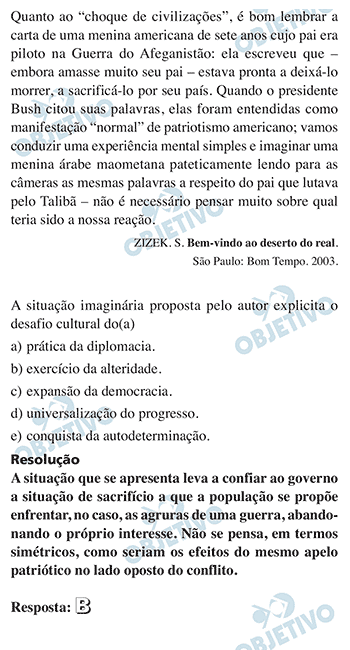 Quanto ao “choque de civilizações”, é bom lembrar a
carta de uma menina americana de sete anos cujo pai era
piloto na Guerra do Afeganistão: ela escreveu que –
embora amasse muito seu pai – estava pronta a deixá-lo
morrer, a sacrificá-lo por seu país. Quando o presidente
Bush citou suas palavras, elas foram entendidas como
manifestação “normal” de patriotismo americano; vamos
conduzir uma experiência mental simples e imaginar uma
menina árabe maometana pateticamente lendo para as
câmeras as mesmas palavras a respeito do pai que lutava
pelo Talibã – não é necessário pensar muito sobre qual
teria sido a nossa reação.
ZIZEK. S. Bem-vindo ao deserto do real.
São Paulo: Bom Tempo. 2003.
A situação imaginária proposta pelo autor explicita o
desafio cultural do(a)
a) prática da diplomacia.
b) exercício da alteridade.
c) expansão da democracia.
d) universalização do progresso.
e) conquista da autodeterminação.
Resolução
A situação que se apresenta leva a confiar ao governo
a situação de sacrifício a que a população se propõe
enfrentar, no caso, as agruras de uma guerra, abando-
nando o próprio interesse. Não se pensa, em termos
simétricos, como seriam os efeitos do mesmo apelo
patriótico no lado oposto do conflito.
Resposta: B
OBJETIVO
OBJETIVO
OBJETIVO
OBJETIVO
OBJETIVO
OBJETIVO
OBJETIVO